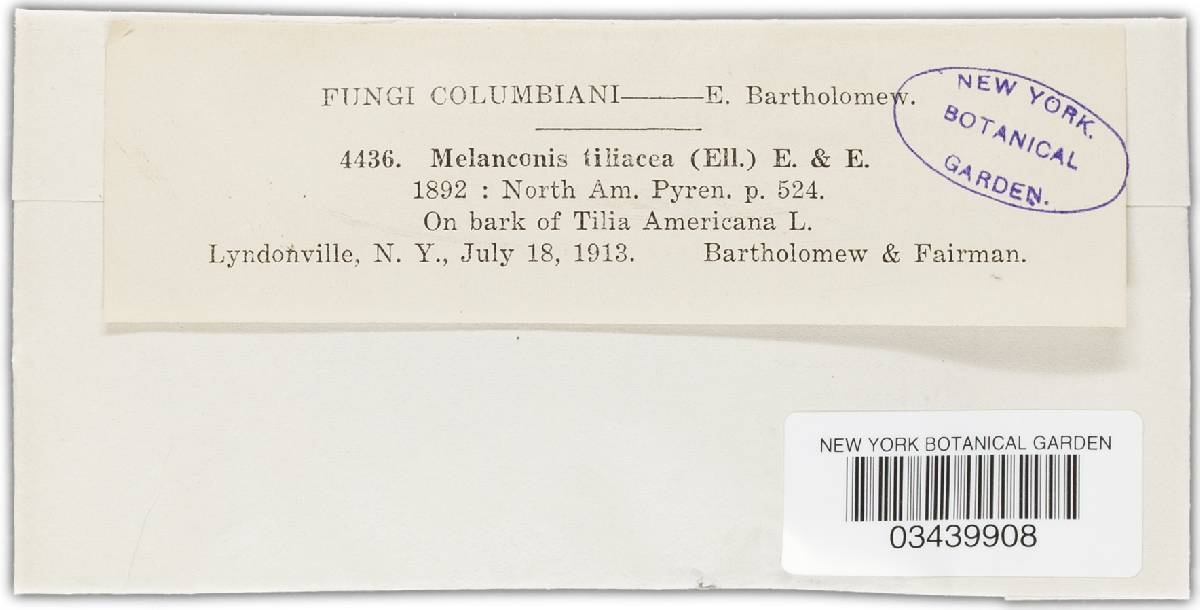 FUNGI COLUMBIANI———E. Bartholomew.
NEW YORK.
BOTANICAL
GARDEN.
4436. Melanconis tiliacea (Ell.) E. & E.
1892 : North Am. Pyren. p. 524.
On bark of Tilia Americana L.
Lyndonville, N. Y., July 18, 1913. Bartholomew & Fairman.
NEW YORK BOTANICAL GARDEN
03439908